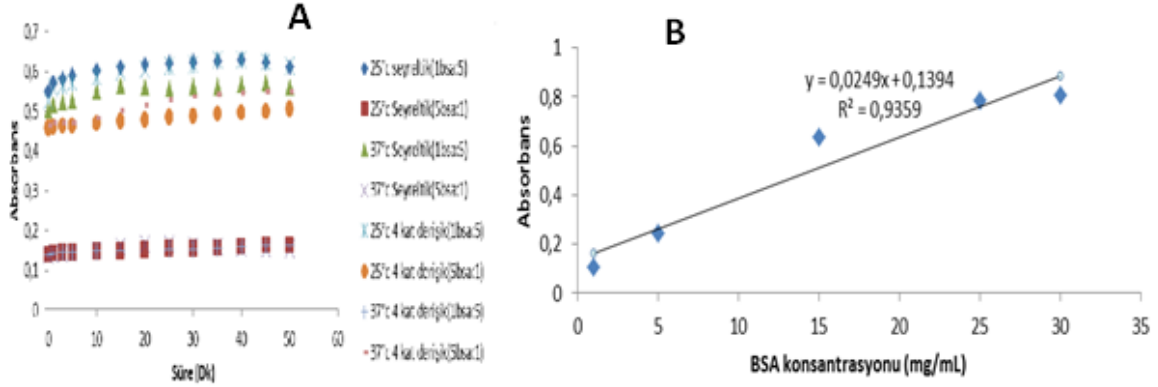 A
Absorbans
0,7
0,6
0,5
0,4
0,3
0,2
0,1
0
0 10 20 30 40 50 60
Süre (Dk)
25°c seyreltik(1bsa:5)
25°c Seyreltik(5bsa:1)
37°c Seyreltik(1bsa:5)
37°c Seyreltik(5bsa:1)
25°c 4 kat derişik(1bsa:5)
25°c 4 kat derişik(5bsa:1)
37°c 4 kat derişik(1bsa:5)
37°c 4 kat derişik(5bsa:1)
B
Absorbans
1
0,8
0,6
0,4
0,2
0
y = 0,0249x + 0,1394
R² = 0,9359
0 5 10 15 20 25 30 35
BSA konsantrasyonu (mg/mL)